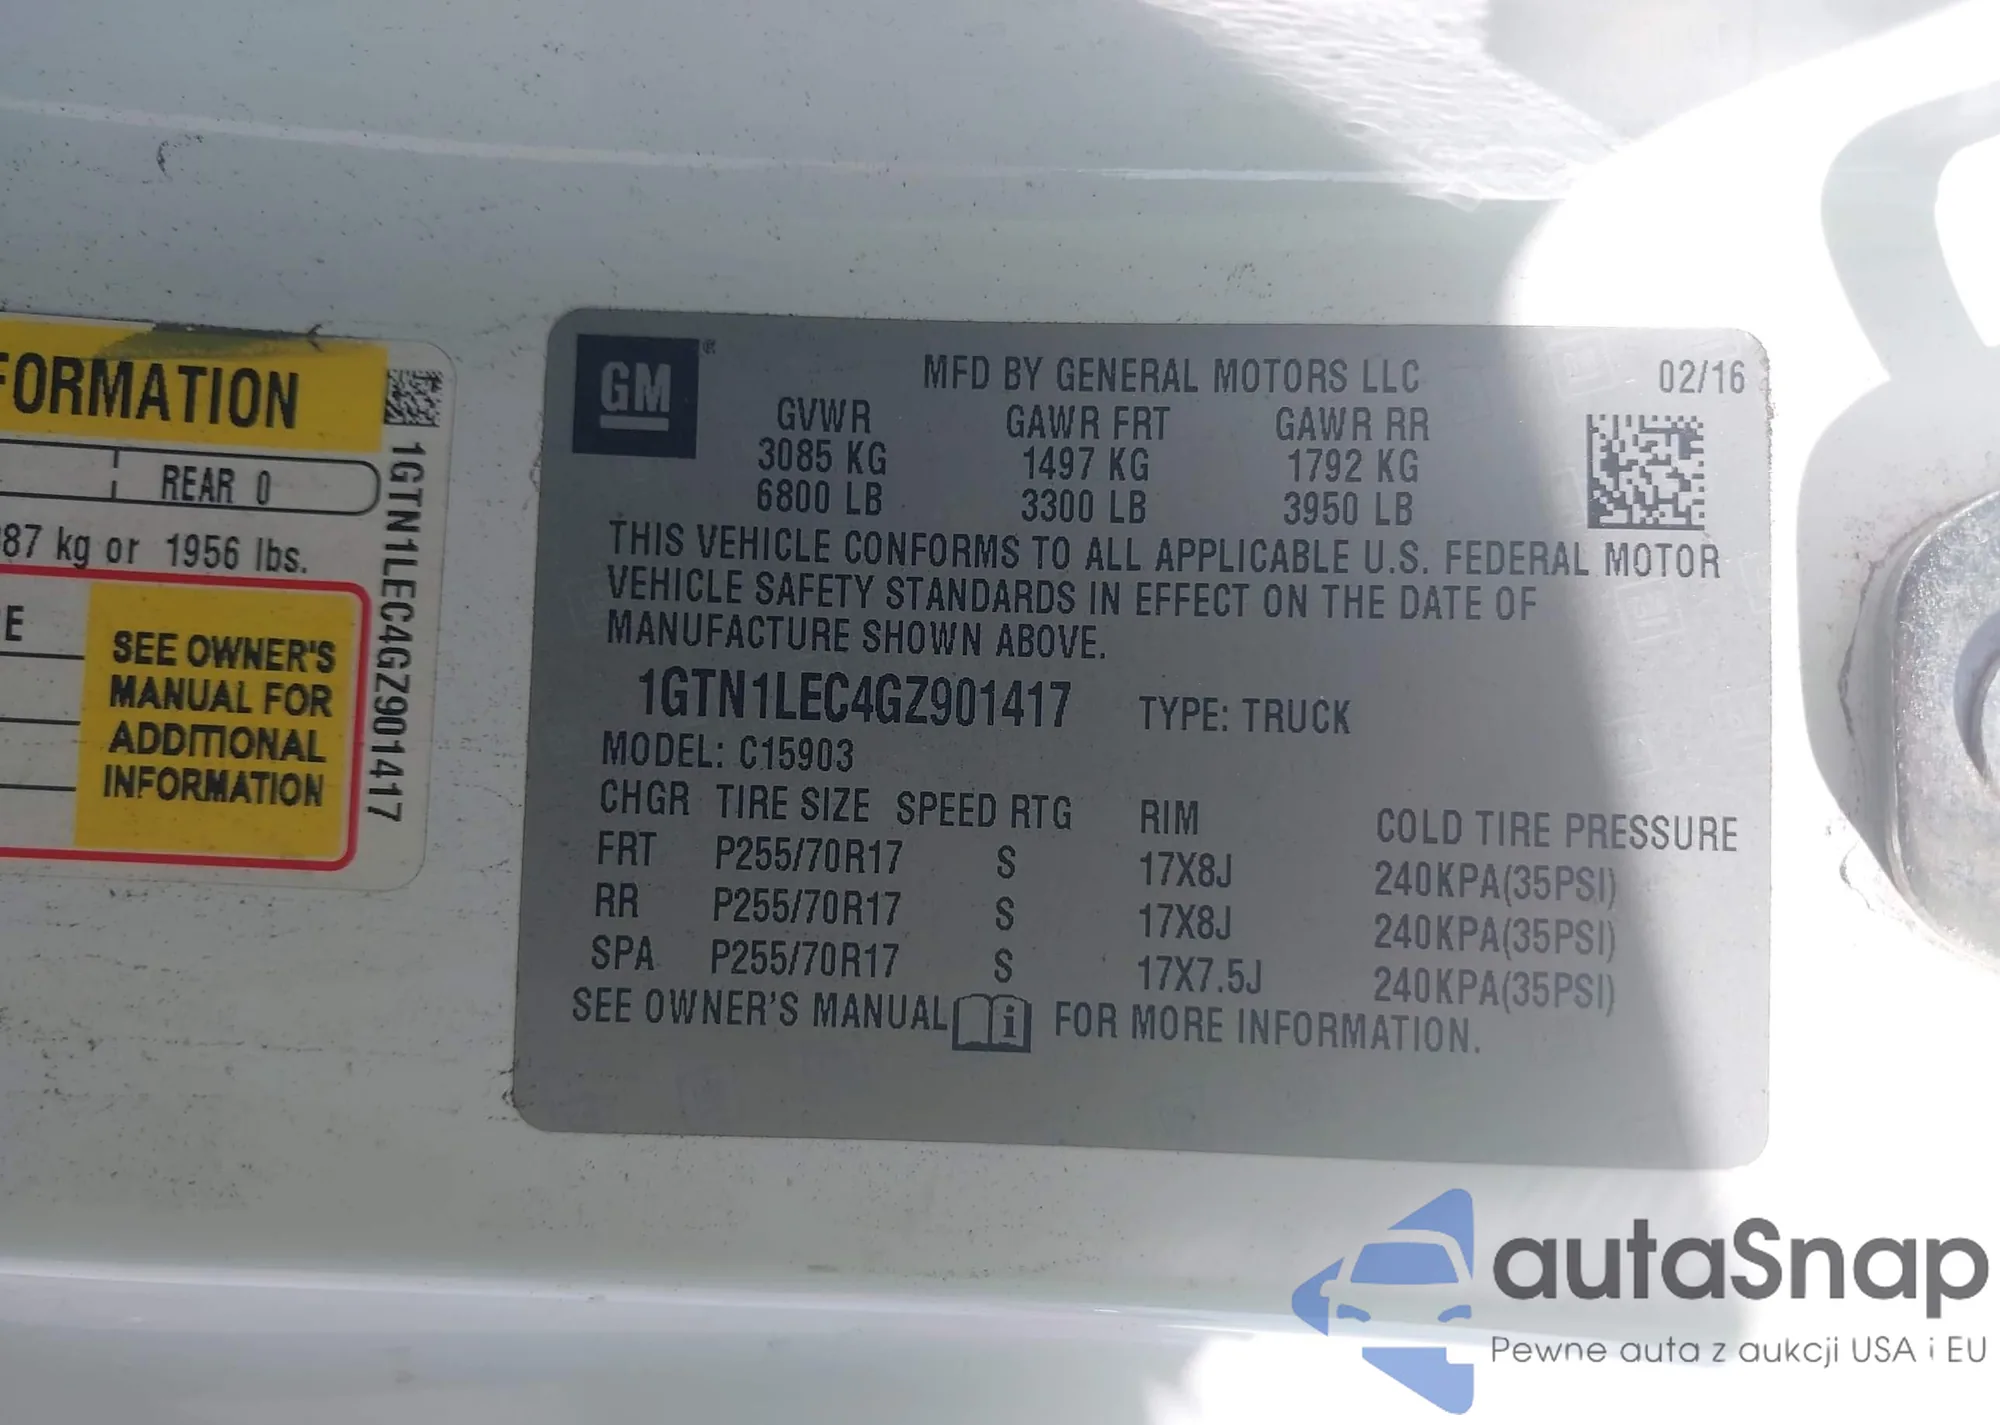 FORMATION
REAR 0
87 kg or 1956 lbs.
E
SEE OWNER'S
MANUAL FOR
ADDITIONAL
INFORMATION
1GTN1LEC4GZ901417
GM
®
MFD BY GENERAL MOTORS LLC 02/16
GVWR GAWR FRT GAWR RR
3085 KG 1497 KG 1792 KG
6800 LB 3300 LB 3950 LB
THIS VEHICLE CONFORMS TO ALL APPLICABLE U.S. FEDERAL MOTOR
VEHICLE SAFETY STANDARDS IN EFFECT ON THE DATE OF
MANUFACTURE SHOWN ABOVE.
1GTN1LEC4GZ901417 TYPE: TRUCK
MODEL: C15903
CHGR TIRE SIZE SPEED RTG RIM COLD TIRE PRESSURE
FRT P255/70R17 S 17X8J 240KPA(35PSI)
RR P255/70R17 S 17X8J 240KPA(35PSI)
SPA P255/70R17 S 17X7.5J 240KPA(35PSI)
SEE OWNER'S MANUAL i FOR MORE INFORMATION.
autaSnap
Pewne auta z aukcji USA i EU